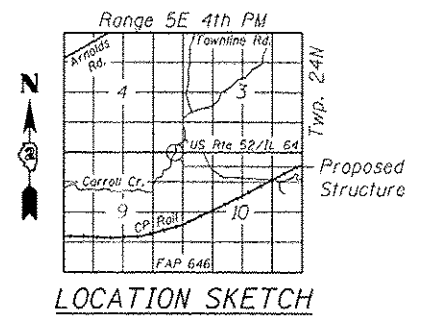 Range 5E 4th PM
Arnolds
Rd.
Townline Rd.
Twp. 24N
N
4
3
US Rte 52/IL 64
Proposed
Structure
Carroll Cr.
9
10
CP Rail
FAP 646
LOCATION SKETCH